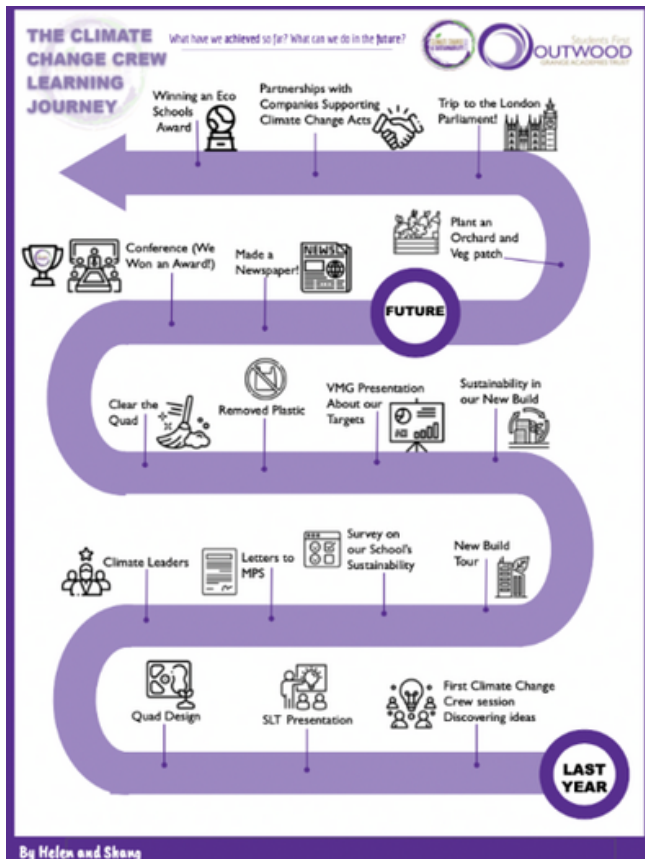 THE CLIMATE
CHANGE CREW
LEARNING
JOURNEY
What have we achieved so far? What can we do in the future?
Students First
OUTWOOD
GRANGE ACADEMIES TRUST
Winning an Eco
Schools
Award
Partnerships with
Companies Supporting
Climate Change Acts
Trip to the London
Parliament!
Conference (We
Won an Award!)
Made a
Newspaper!
NEWS
Plant an
Orchard and
Veg patch
FUTURE
Clear the
Quad
Removed Plastic
VMG Presentation
About our
Targets
Sustainability in
our New Build
Climate Leaders
Letters to
MPS
Survey on
our School's
Sustainability
New Build
Tour
Quad Design
SLT Presentation
First Climate Change
Crew session
Discovering ideas
LAST
YEAR
By Helen and Shang